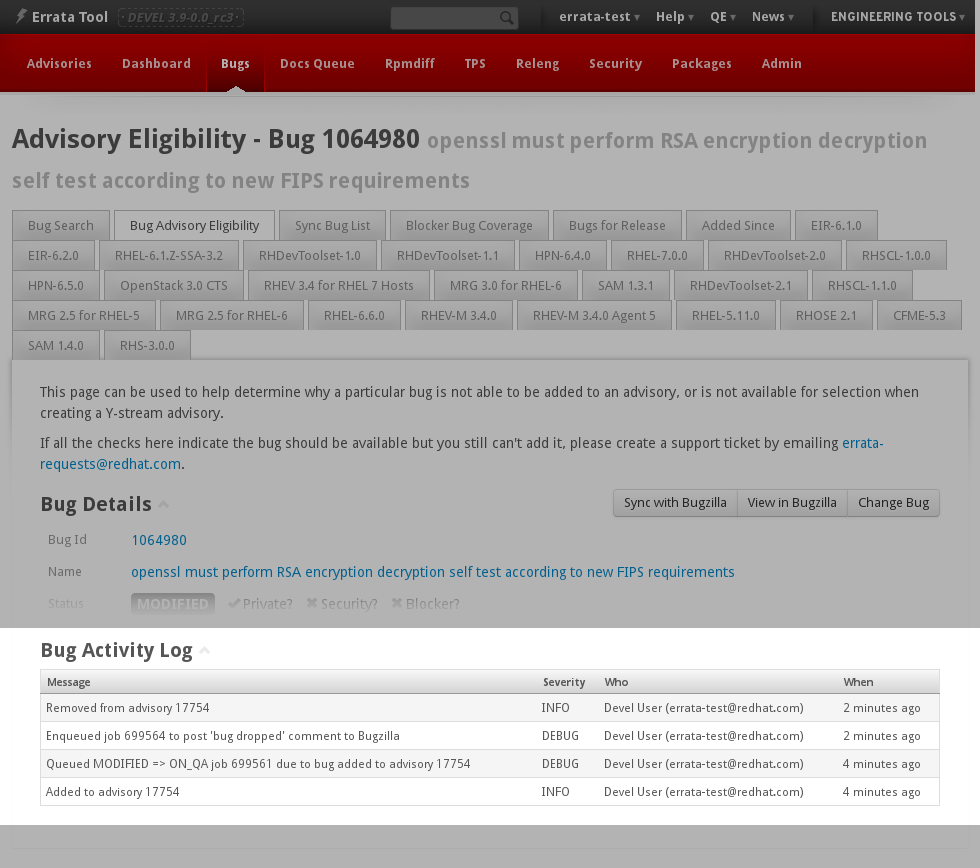 Errata Tool · DEVEL 3.9-0.0_rc3 · errata-test ▾ Help ▾ QE ▾ News ▾ ENGINEERING TOOLS ▾
Advisories Dashboard Bugs Docs Queue Rpmdiff TPS Releng Security Packages Admin
Advisory Eligibility - Bug 1064980 openssl must perform RSA encryption decryption
self test according to new FIPS requirements
Bug Search Bug Advisory Eligibility Sync Bug List Blocker Bug Coverage Bugs for Release Added Since EIR-6.1.0
EIR-6.2.0 RHEL-6.1.Z-SSA-3.2 RHDevToolset-1.0 RHDevToolset-1.1 HPN-6.4.0 RHEL-7.0.0 RHDevToolset-2.0 RHSCL-1.0.0
HPN-6.5.0 OpenStack 3.0 CTS RHEV 3.4 for RHEL 7 Hosts MRG 3.0 for RHEL-6 SAM 1.3.1 RHDevToolset-2.1 RHSCL-1.1.0
MRG 2.5 for RHEL-5 MRG 2.5 for RHEL-6 RHEL-6.6.0 RHEV-M 3.4.0 RHEV-M 3.4.0 Agent 5 RHEL-5.11.0 RHOSE 2.1 CFME-5.3
SAM 1.4.0 RHS-3.0.0
This page can be used to help determine why a particular bug is not able to be added to an advisory, or is not available for selection when
creating a Y-stream advisory.
If all the checks here indicate the bug should be available but you still can't add it, please create a support ticket by emailing errata-
requests@redhat.com.
Bug Details Sync with Bugzilla View in Bugzilla Change Bug
Bug Id 1064980
Name openssl must perform RSA encryption decryption self test according to new FIPS requirements
Status MODIFIED ✔Private? ✖ Security? ✖ Blocker?
Bug Activity Log
Message Severity Who When
Removed from advisory 17754 INFO Devel User (errata-test@redhat.com) 2 minutes ago
Enqueued job 699564 to post 'bug dropped' comment to Bugzilla DEBUG Devel User (errata-test@redhat.com) 2 minutes ago
Queued MODIFIED => ON_QA job 699561 due to bug added to advisory 17754 DEBUG Devel User (errata-test@redhat.com) 4 minutes ago
Added to advisory 17754 INFO Devel User (errata-test@redhat.com) 4 minutes ago